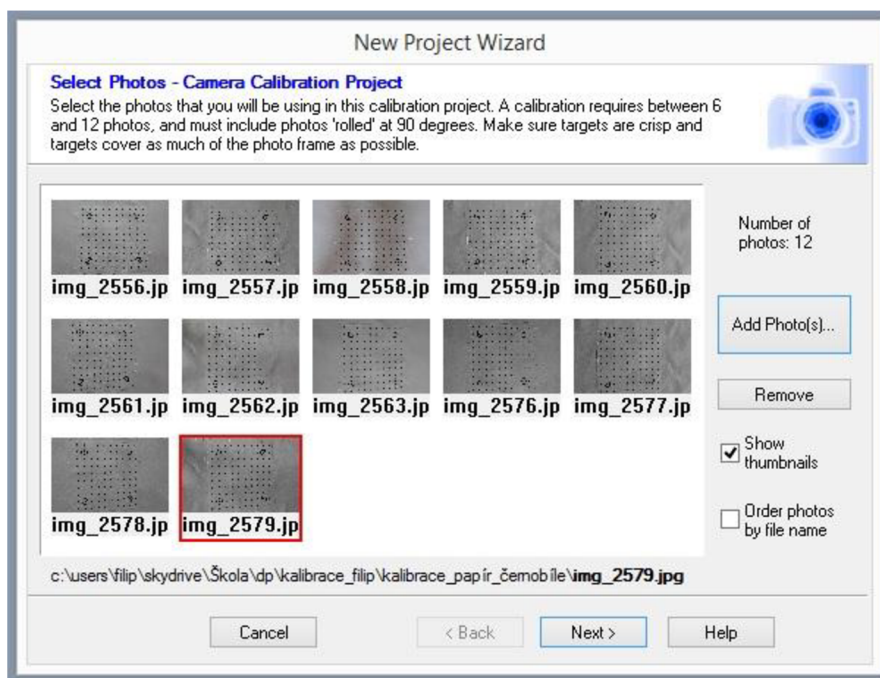 New Project Wizard
Select Photos - Camera Calibration Project
Select the photos that you will be using in this calibration project. A calibration requires between 6
and 12 photos, and must include photos 'rolled' at 90 degrees. Make sure targets are crisp and
targets cover as much of the photo frame as possible.
img_2556.jp img_2557.jp img_2558.jp img_2559.jp img_2560.jp
img_2561.jp img_2562.jp img_2563.jp img_2576.jp img_2577.jp
img_2578.jp img_2579.jp
Number of
photos: 12
Add Photo(s)...
Remove
Show
thumbnails
Order photos
by file name
c:\users\filip\skydrive\Škola\dp\kalibrace_filip\kalibrace_papír_černobíle\img_2579.jpg
Cancel
< Back
Next >
Help